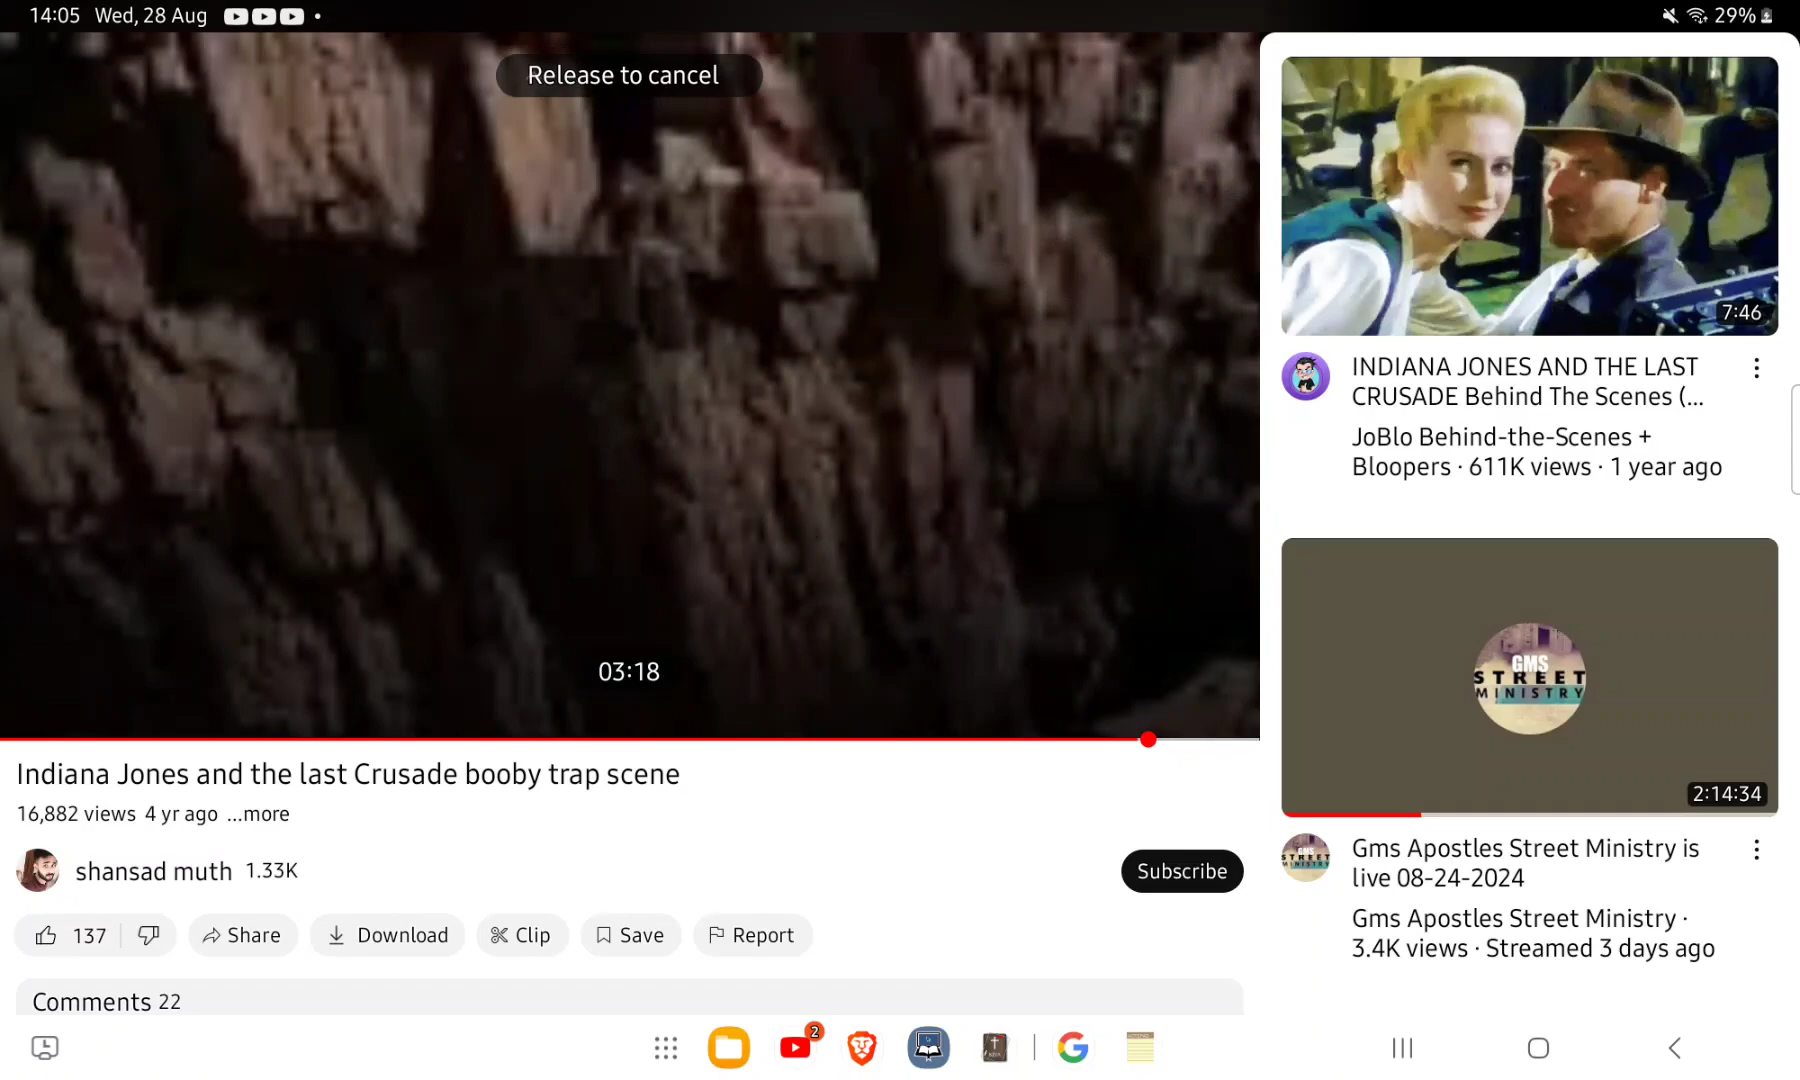 14:05 Wed, 28 Aug
29%
Release to cancel
03:18
Indiana Jones and the last Crusade booby trap scene
16,882 views 4 yr ago ...more
shansad muth 1.33K
Subscribe
137
Share
Download
Clip
Save
Report
Comments 22
7:46
INDIANA JONES AND THE LAST
CRUSADE Behind The Scenes (...
JoBlo Behind-the-Scenes +
Bloopers · 611K views · 1 year ago
GMS
STREET
MINISTRY
2:14:34
GMS
STREET
MINISTRY
Gms Apostles Street Ministry is
live 08-24-2024
Gms Apostles Street Ministry ·
3.4K views · Streamed 3 days ago
2